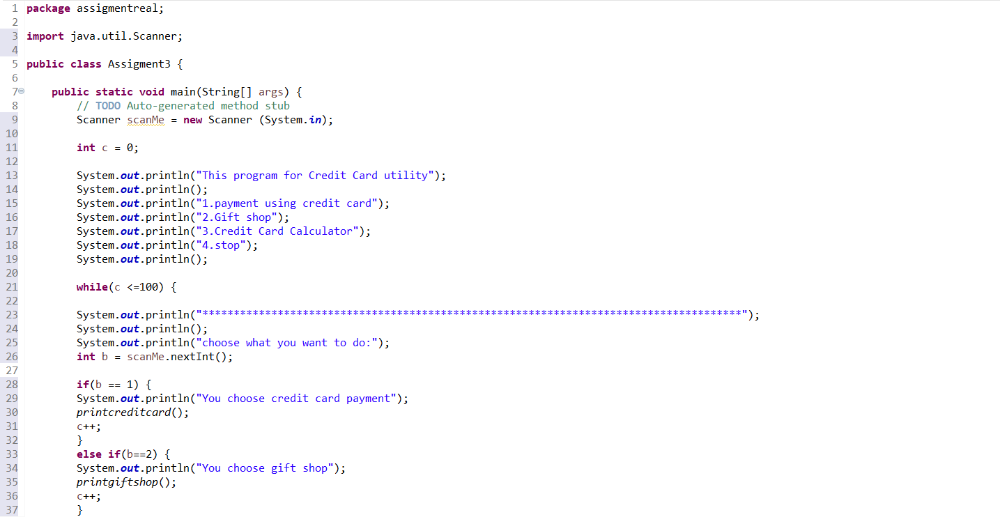 1 package assigmentreal;
2
3 import java.util.Scanner;
4
5 public class Assigment3 {
6
7 public static void main(String[] args) {
8 // TODO Auto-generated method stub
9 Scanner scanMe = new Scanner (System.in);
10
11 int c = 0;
12
13 System.out.println("This program for Credit Card utility");
14 System.out.println();
15 System.out.println("1.payment using credit card");
16 System.out.println("2.Gift shop");
17 System.out.println("3.Credit Card Calculator");
18 System.out.println("4.stop");
19 System.out.println();
20
21 while(c <=100) {
22
23 System.out.println("**************************************************************************************");
24 System.out.println();
25 System.out.println("choose what you want to do:");
26 int b = scanMe.nextInt();
27
28 if(b == 1) {
29 System.out.println("You choose credit card payment");
30 printcreditcard();
31 c++;
32 }
33 else if(b==2) {
34 System.out.println("You choose gift shop");
35 printgiftshop();
36 c++;
37 }